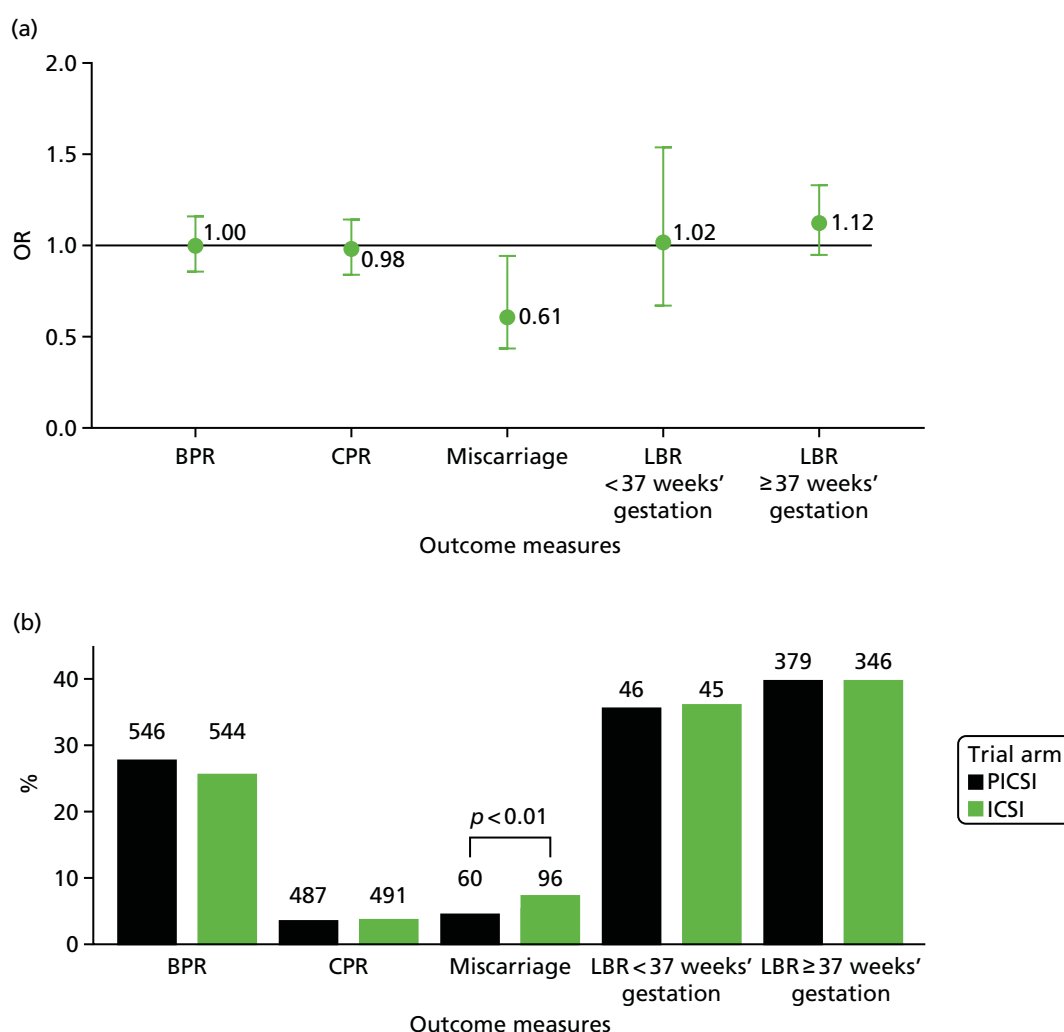 (a)
2.0
1.5
1.0
0.5
0.0
OR
1.00
0.98
0.61
1.02
1.12
BPR
CPR
Miscarriage
LBR
<37 weeks’
gestation
LBR
≥37 weeks’
gestation
Outcome measures
(b)
40
30
20
10
0
%
546
544
487
491
p<0.01
60
96
46
45
379
346
BPR
CPR
Miscarriage
LBR<37 weeks’
gestation
LBR≥37 weeks’
gestation
Outcome measures
Trial arm
PICSI
ICSI